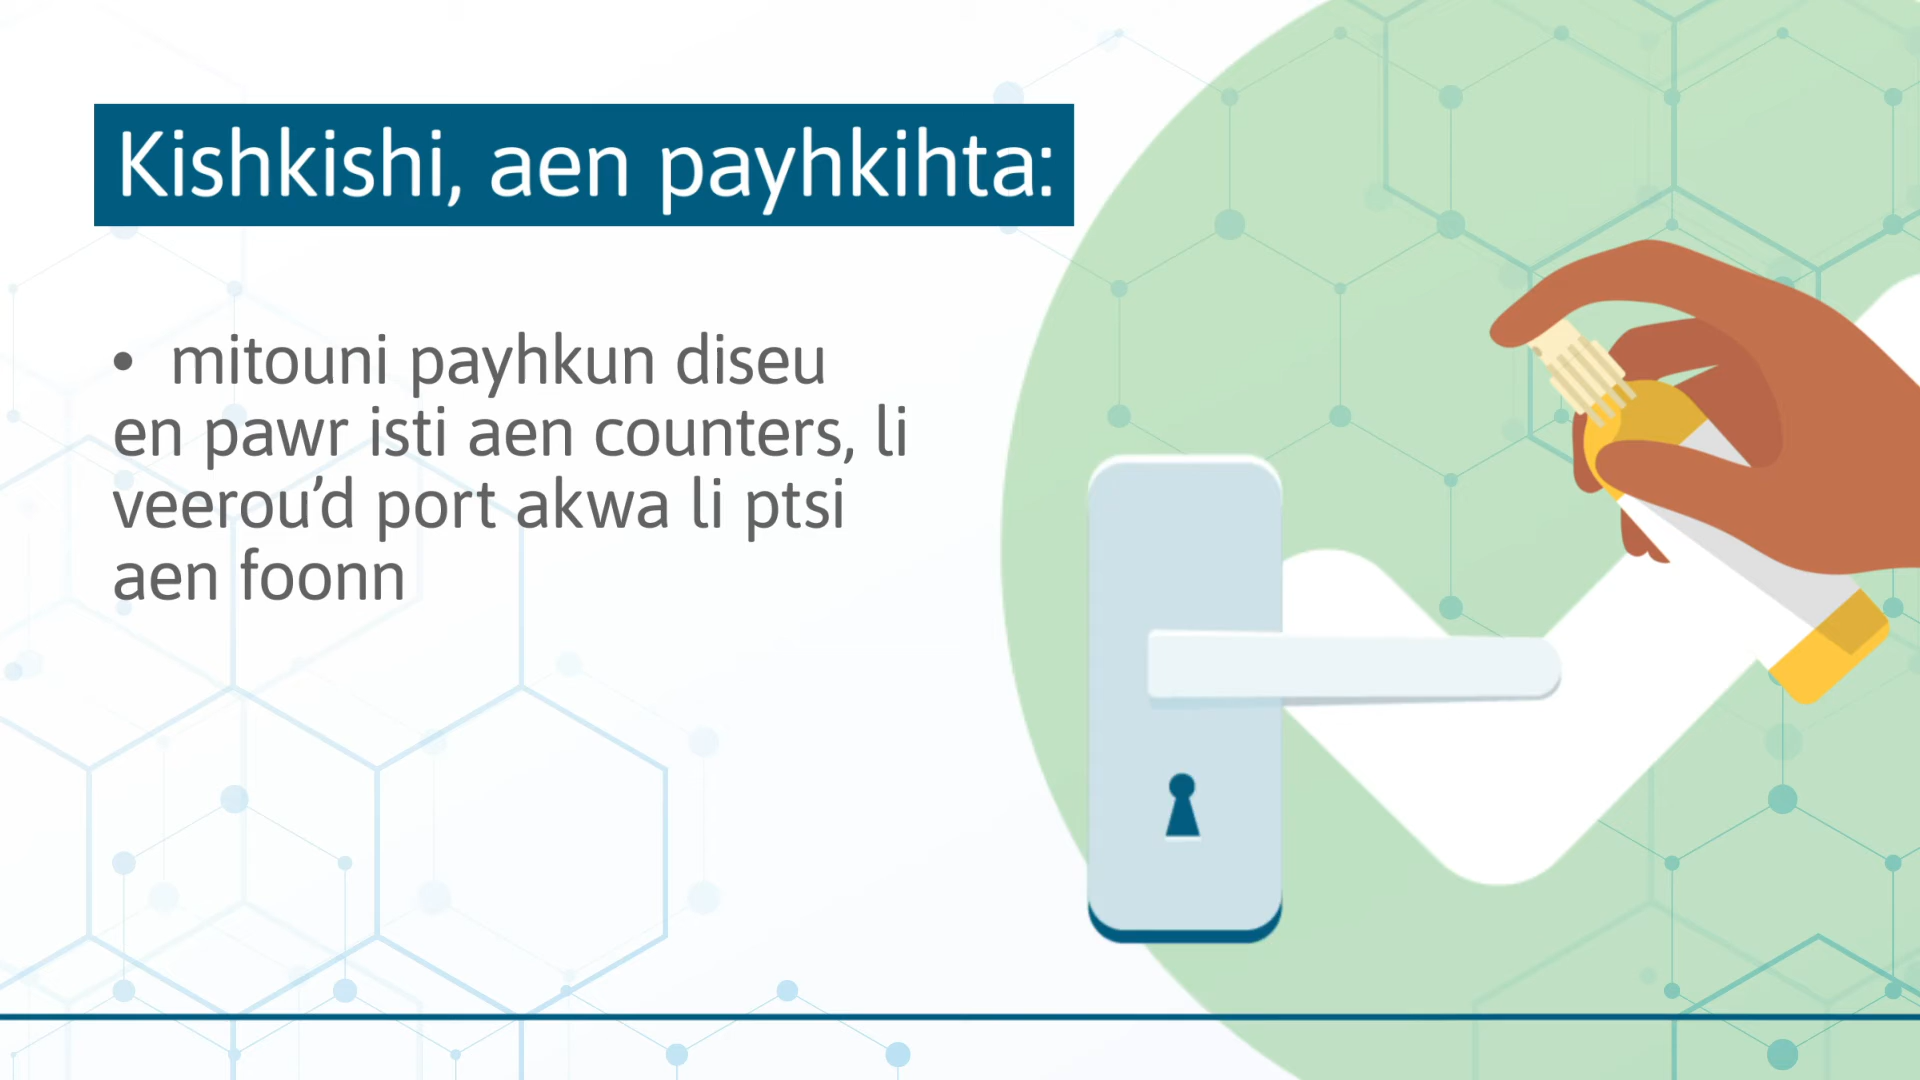 Kishkishi, aen payhkihta:
• mitouni payhkun diseu
en pawr isti aen counters, li
veerou’d port akwa li ptsi
aen foonn